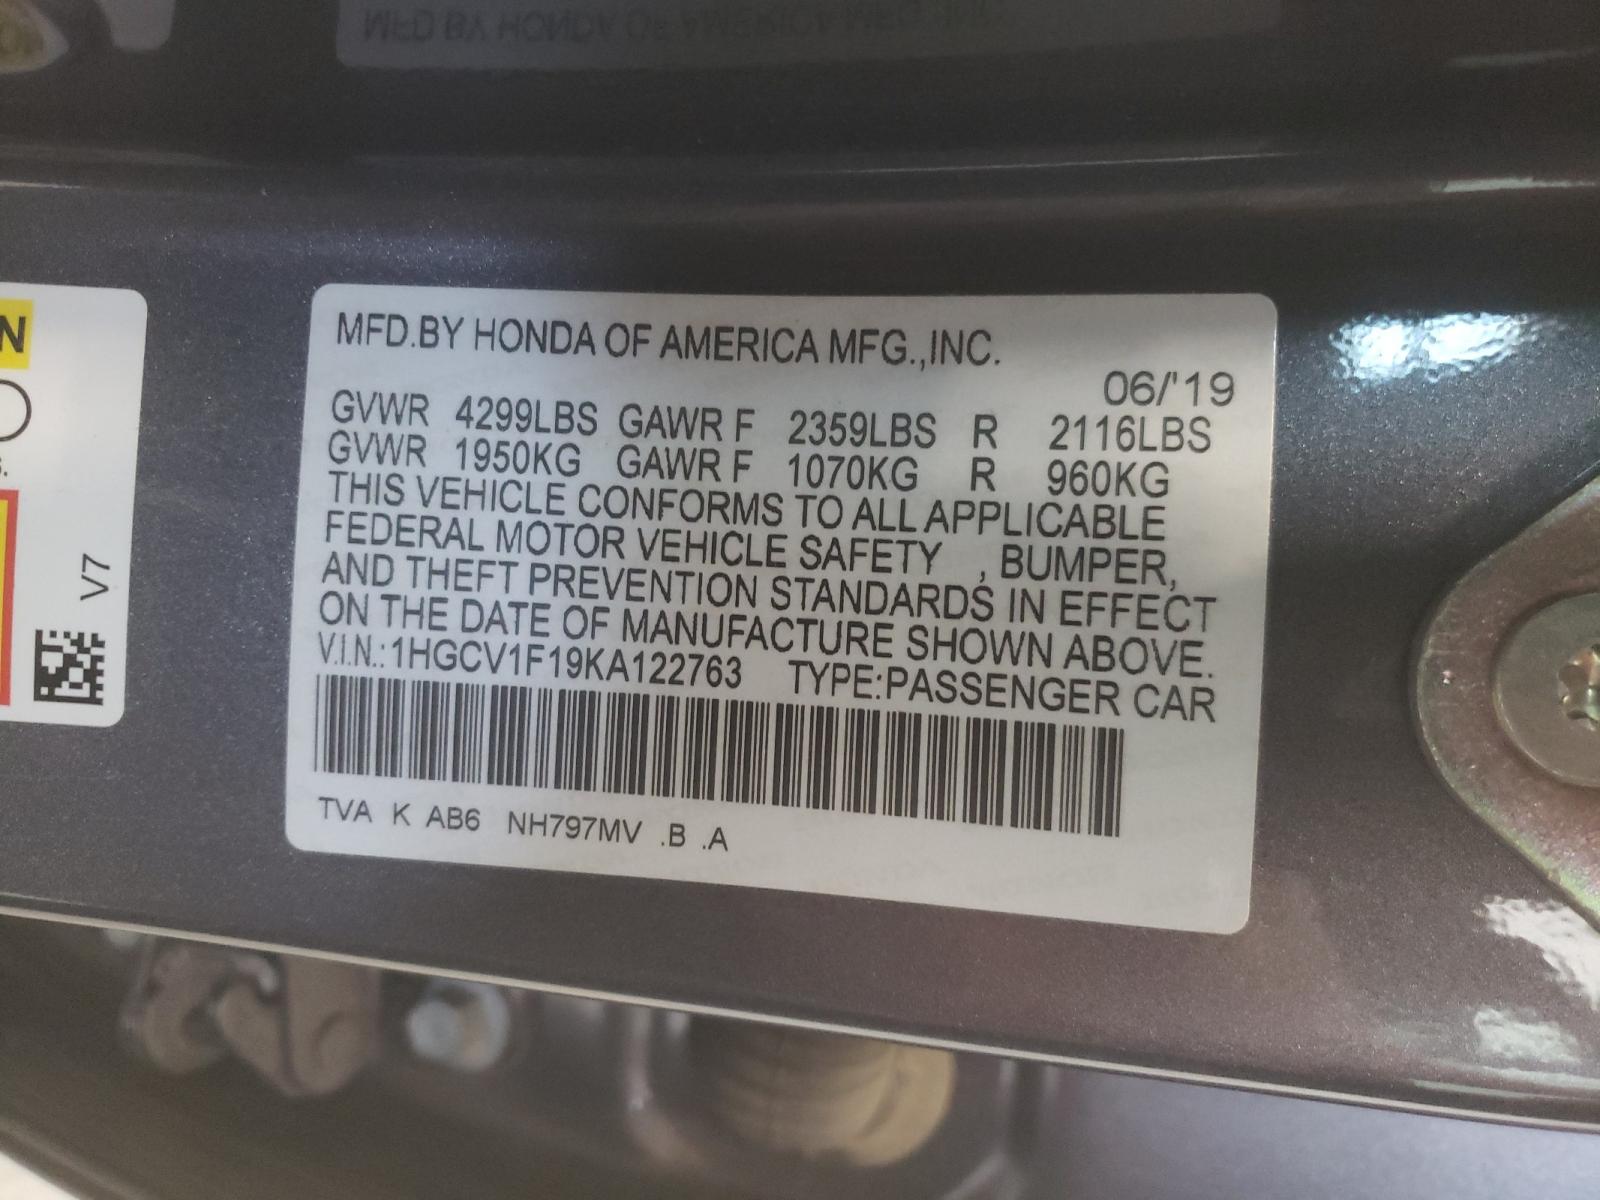 MFD.BY HONDA OF AMERICA MFG.,INC.
06/'19
GVWR 4299LBS GAWR F 2359LBS R 2116LBS
GVWR 1950KG GAWR F 1070KG R 960KG
THIS VEHICLE CONFORMS TO ALL APPLICABLE
FEDERAL MOTOR VEHICLE SAFETY , BUMPER,
AND THEFT PREVENTION STANDARDS IN EFFECT
ON THE DATE OF MANUFACTURE SHOWN ABOVE.
V.I.N.:1HGCV1F19KA122763 TYPE:PASSENGER CAR
TVA K AB6 NH797MV .B .A
V7